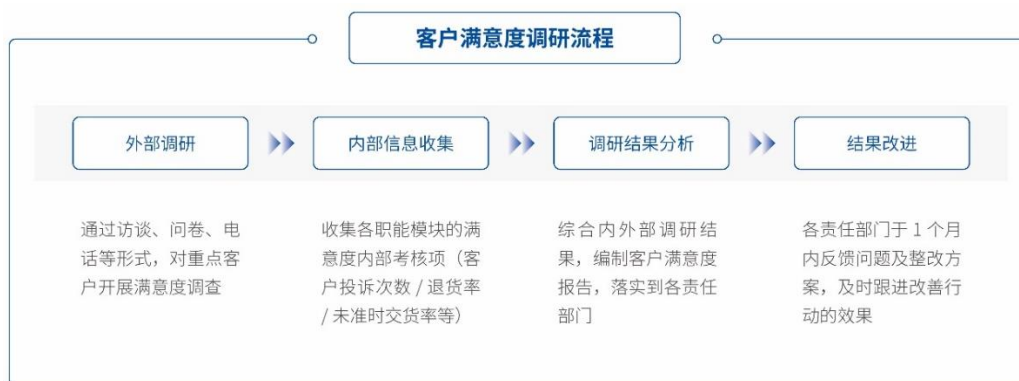 客户满意度调研流程
外部调研
内部信息收集
调研结果分析
结果改进
通过访谈、问卷、电
话等形式，对重点客
户开展满意度调查
收集各职能模块的满
意度内部考核项（客
户投诉次数 / 退货率
/ 未准时交货率等）
综合内外部调研结
果，编制客户满意度
报告，落实到各责任
部门
各责任部门于 1 个月
内反馈问题及整改方
案，及时跟进改善行
动的效果